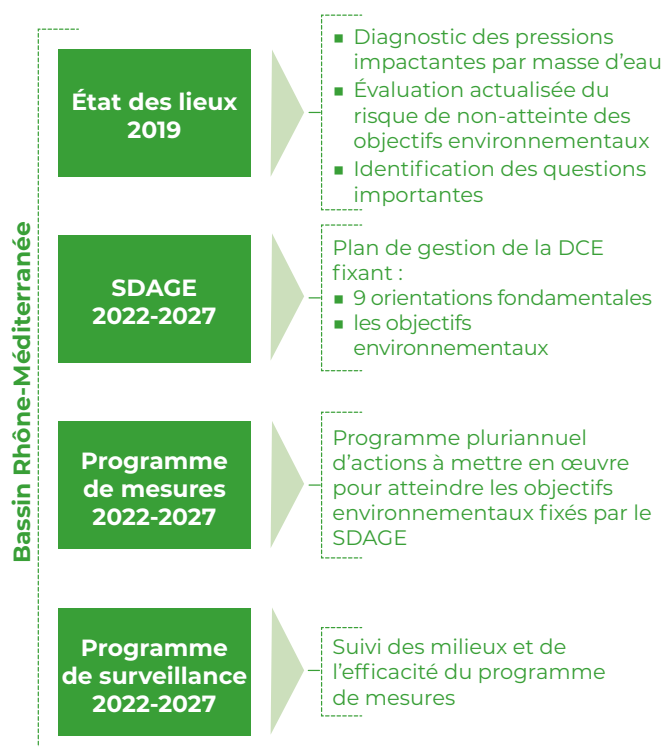 Bassin Rhône-Méditerranée
État des lieux
2019
▪ Diagnostic des pressions
impactantes par masse d'eau
▪ Évaluation actualisée du
risque de non-atteinte des
objectifs environnementaux
▪ Identification des questions
importantes
SDAGE
2022-2027
Plan de gestion de la DCE
fixant :
▪ 9 orientations fondamentales
▪ les objectifs
environnementaux
Programme
de mesures
2022-2027
Programme pluriannuel
d'actions à mettre en œuvre
pour atteindre les objectifs
environnementaux fixés par le
SDAGE
Programme
de surveillance
2022-2027
Suivi des milieux et de
l'efficacité du programme
de mesures